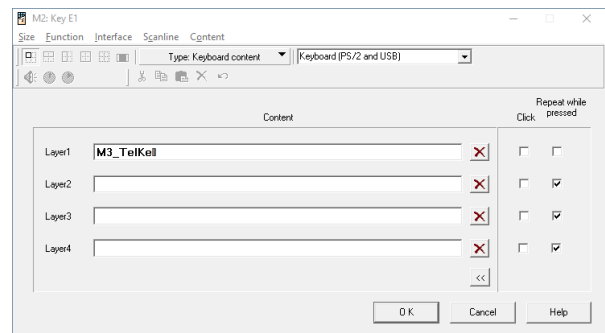 M2: Key E1
Size Function Interface Scanline Content
Type: Keyboard content Keyboard (PS/2 and USB)
Content Click Repeat while pressed
Layer1 M3_TelKe
Layer2
Layer3
Layer4
<<
OK Cancel Help